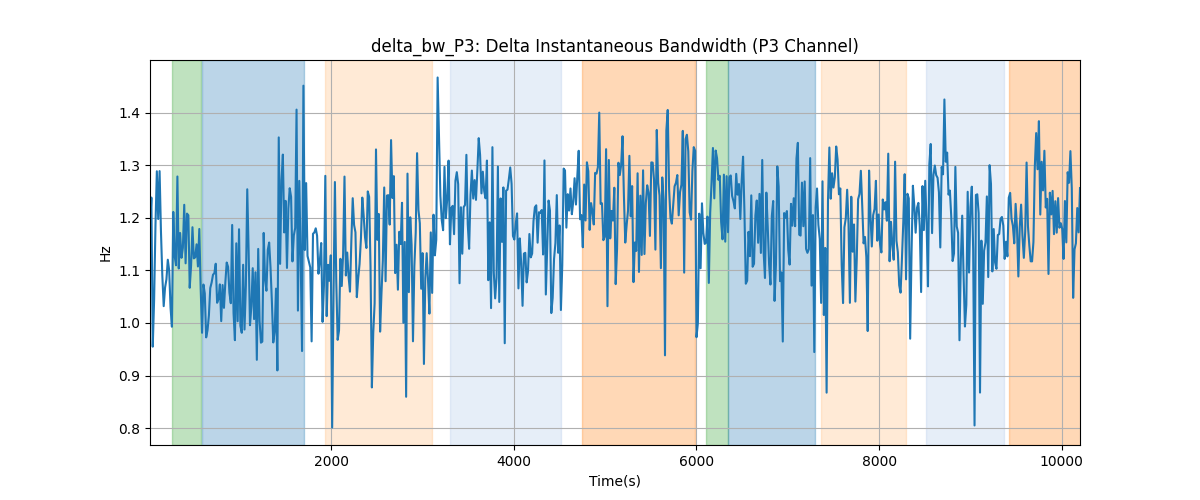 delta_bw_P3: Delta Instantaneous Bandwidth (P3 Channel)
Hz
1.4
1.3
1.2
1.1
1.0
0.9
0.8
2000 4000 6000 8000 10000
Time(s)